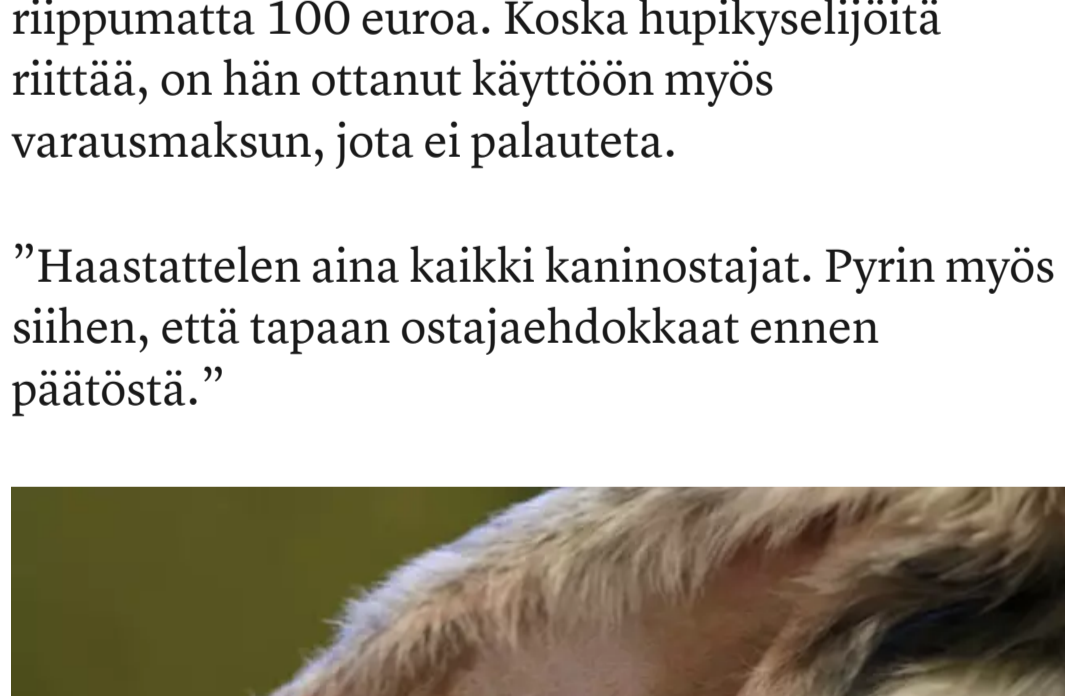 riippumatta 100 euroa. Koska hupikyselijöitä
riittää, on hän ottanut käyttöön myös
varausmaksun, jota ei palauteta.
”Haastattelen aina kaikki kaninostajat. Pyrin myös
siihen, että tapaan ostajaehdokkaat ennen
päätöstä.”